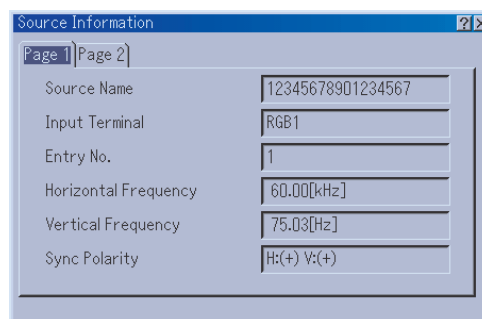 Source Information ?
Page 1 Page 2
Source Name 12345678901234567
Input Terminal RGB1
Entry No. 1
Horizontal Frequency 60.00[kHz]
Vertical Frequency 75.03[Hz]
Sync Polarity H:(+) V:(+)